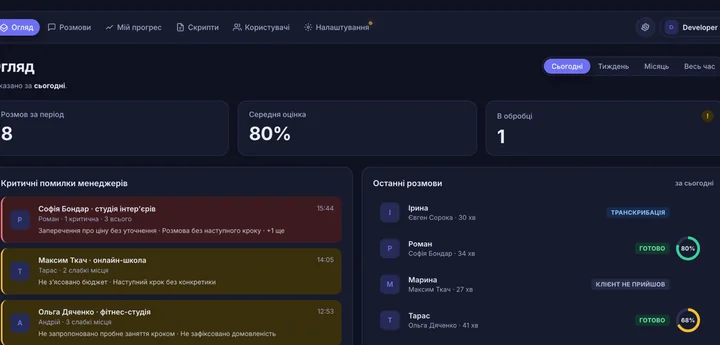 Огляд
Розмови
Мій прогрес
Скрипти
Користувачі
Налаштування
D
Developer
гляд
Сьогодні
Тиждень
Місяць
Весь час
казано за сьогодні.
Розмов за період
8
Середня оцінка
80%
В обробці
!
1
Критичні помилки менеджерів
Р
Софія Бондар · студія інтер'єрів
15:44
Роман · 1 критична · 3 всього
Заперечення про ціну без уточнення · Розмова без наступного кроку · +1 ще
Т
Максим Ткач · онлайн-школа
14:05
Тарас · 2 слабкі місця
Не з'ясовано бюджет · Наступний крок без конкретики
А
Ольга Дяченко · фітнес-студія
12:53
Андрій · 3 слабкі місця
Не запропоновано пробне заняття кроком · Не зафіксовано домовленість
Останні розмови
за сьогодні
І
Ірина
Євген Сорока · 30 хв
ТРАНСКРИБАЦІЯ
Р
Роман
Софія Бондар · 34 хв
ГОТОВО
80%
М
Марина
Максим Ткач · 27 хв
КЛІЄНТ НЕ ПРИЙШОВ
Т
Тарас
Ольга Дяченко · 41 хв
ГОТОВО
68%